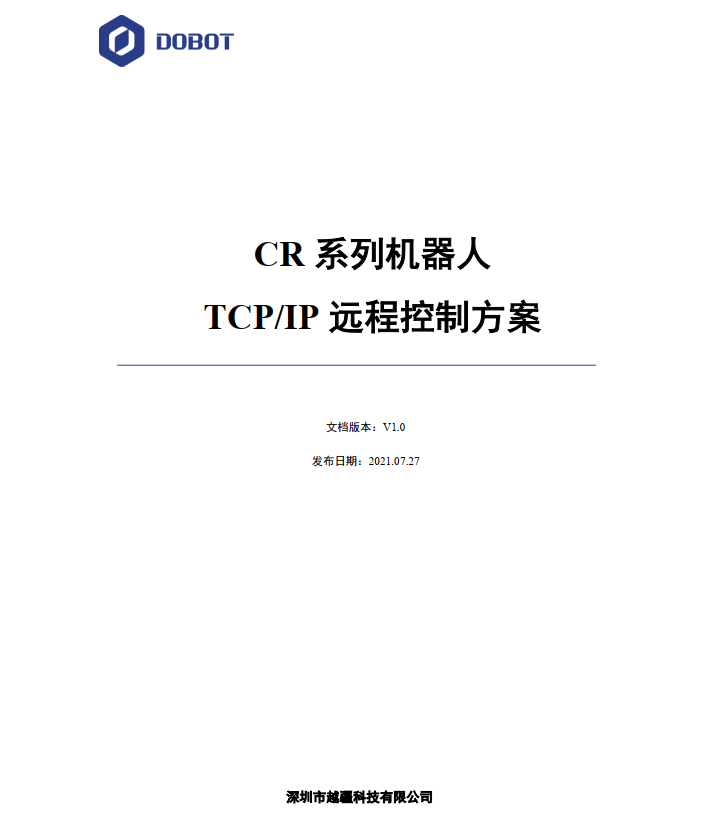 DOBOT
CR 系列机器人
TCP/IP 远程控制方案
文档版本：V1.0
发布日期：2021.07.27
深圳市越疆科技有限公司